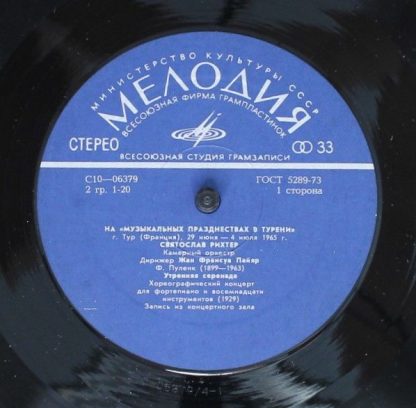 МИНИСТЕРСТВО КУЛЬТУРЫ СССР
МЕЛОДИЯ
ВСЕСОЮЗНАЯ ФИРМА ГРАМПЛАСТИНОК
СТЕРЕО
33
ВСЕСОЮЗНАЯ СТУДИЯ ГРАМЗАПИСИ
С10—06379
ГОСТ 5289-73
2 гр. 1-20
1 сторона
НА «МУЗЫКАЛЬНЫХ ПРАЗДНЕСТВАХ В ТУРЕНИ»
г. Тур (Франция), 29 июня — 4 июля 1965 г.
СВЯТОСЛАВ РИХТЕР
Камерный оркестр
Дирижер Жан Франсуа Пайяр
Ф. Пуленк (1899—1963)
Утренняя серенада
Хореографический концерт
для фортепиано и восемнадцати
инструментов (1929)
Запись из концертного зала